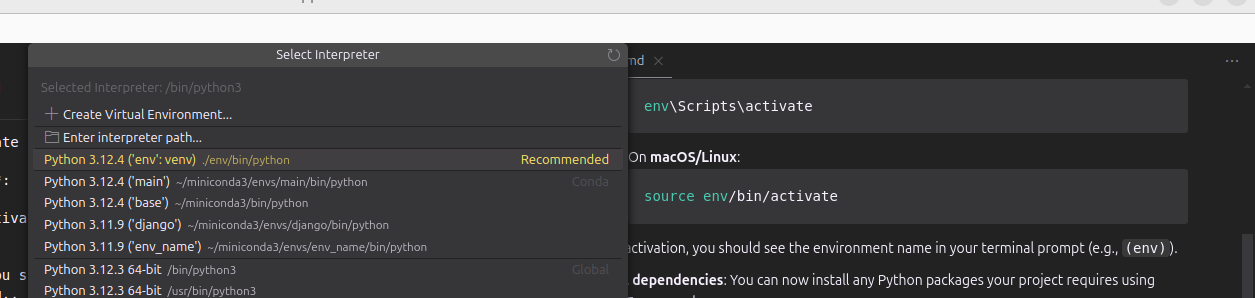 Select Interpreter
Selected Interpreter: /bin/python3
Create Virtual Environment...
Enter interpreter path...
Python 3.12.4 ('env': venv) ./env/bin/python Recommended
Python 3.12.4 ('main') ~/miniconda3/envs/main/bin/python Conda
Python 3.12.4 ('base') ~/miniconda3/bin/python
Python 3.11.9 ('django') ~/miniconda3/envs/django/bin/python
Python 3.11.9 ('env_name') ~/miniconda3/envs/env_name/bin/python
Python 3.12.3 64-bit /bin/python3 Global
Python 3.12.3 64-bit /usr/bin/python3
md
env\Scripts\activate
On macOS/Linux:
source env/bin/activate
activation, you should see the environment name in your terminal prompt (e.g., (env)).
dependencies: You can now install any Python packages your project requires using